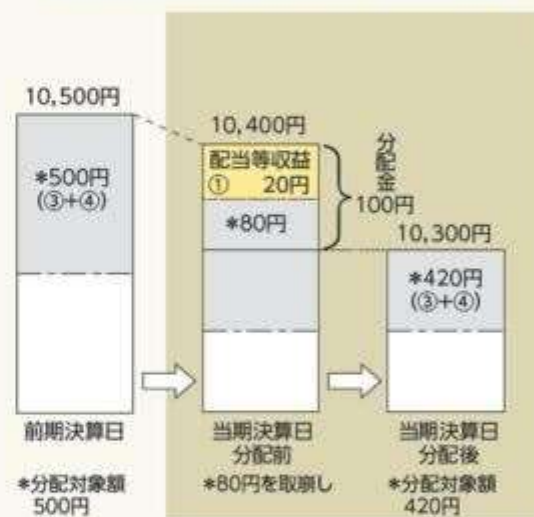 10,500円
*500円
(③+④)
前期決算日
*分配対象額
500円
10,400円
配当等収益
① 20円
*80円
分配金
100円
当期決算日
分配前
*80円を取崩し
10,300円
*420円
(③+④)
当期決算日
分配後
*分配対象額
420円